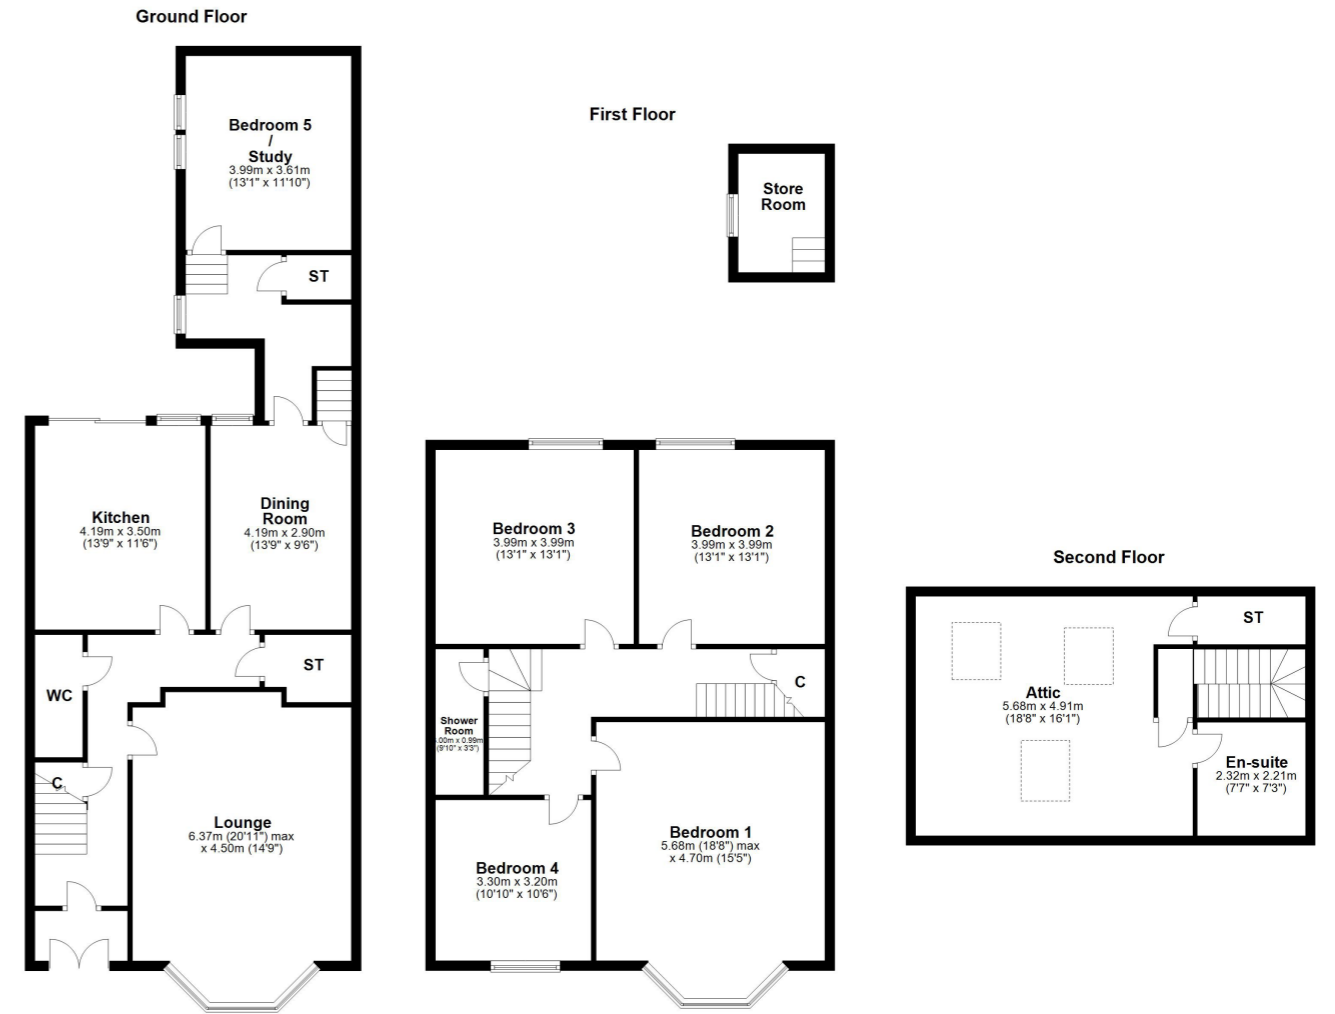 Ground Floor
Bedroom 5
/
Study
3.99m x 3.61m
(13'1" x 11'10")
ST
Kitchen
4.19m x 3.50m
(13'9" x 11'6")
Dining
Room
4.19m x 2.90m
(13'9" x 9'6")
WC
ST
C
Lounge
6.37m (20'11") max
x 4.50m (14'9")
First Floor
Store
Room
Bedroom 3
3.99m x 3.99m
(13'1" x 13'1")
Bedroom 2
3.99m x 3.99m
(13'1" x 13'1")
C
Shower
Room
.00m x 0.99m
(9'10" x 3'3")
Bedroom 4
3.30m x 3.20m
(10'10" x 10'6")
Bedroom 1
5.68m (18'8") max
x 4.70m (15'5")
Second Floor
ST
Attic
5.68m x 4.91m
(18'8" x 16'1")
En-suite
2.32m x 2.21m
(7'7" x 7'3")